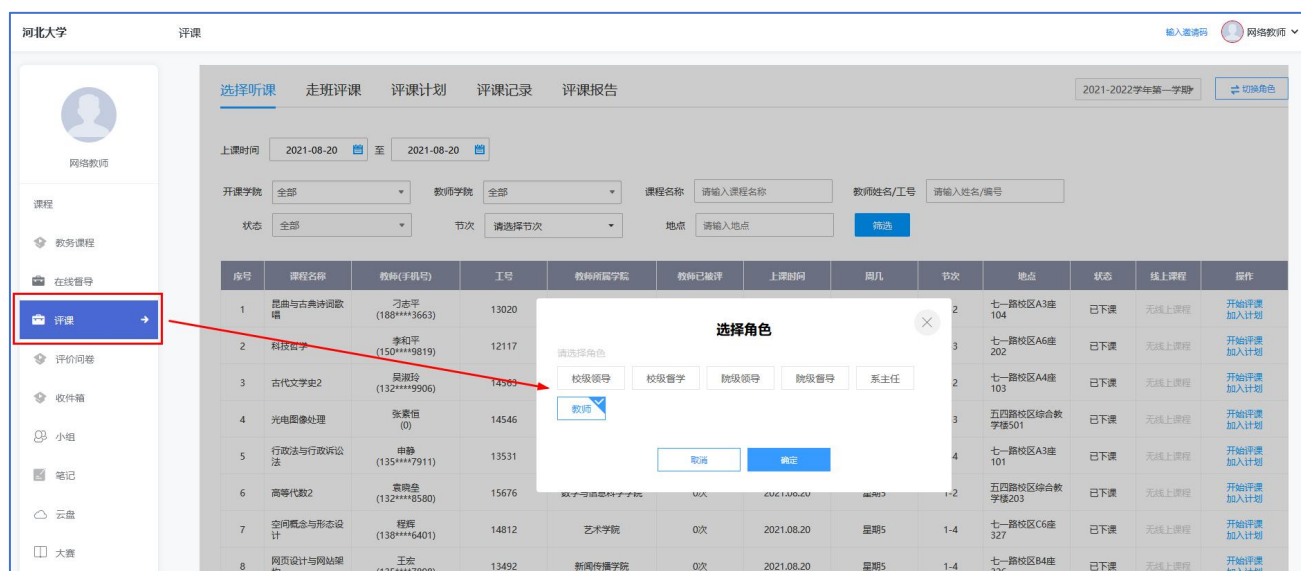 河北大学 评课 输入邀请码 网络教师
网络教师
课程
教务课程
在线督导
评课
评价问卷
收件箱
小组
笔记
云盘
大赛
选择听课 走班评课 评课计划 评课记录 评课报告 2021-2022学年第一学期 切换角色
上课时间 2021-08-20 至 2021-08-20
开课学院 全部 教师学院 全部 课程名称 请输入课程名称 教师姓名/工号 请输入姓名/编号
状态 全部 节次 请选择节次 地点 请输入地点 筛选
序号 课程名称 教师(手机号) 工号 教师所属学院 教师已被评 上课时间 周几 节次 地点 状态 线上课程 操作
1 昆曲与古典诗词歌唱 刁志平 (188****3663) 13020 2 七一路校区A3座104 已下课 无线上课程 开始评课 加入计划
2 科技哲学 李和平 (150****9819) 12117 3 七一路校区A6座202 已下课 无线上课程 开始评课 加入计划
3 古代文学史2 吴淑玲 (132****9906) 14563 2 七一路校区A4座103 已下课 无线上课程 开始评课 加入计划
4 光电图像处理 张素恒 (0) 14546 3 五四路校区综合教学楼501 已下课 无线上课程 开始评课 加入计划
5 行政法与行政诉讼法 申静 (135****7911) 13531 4 七一路校区A3座101 已下课 无线上课程 开始评课 加入计划
6 高等代数2 袁晓垒 (132****8580) 15676 数学与信息科学学院 0次 2021.08.20 星期5 1-2 五四路校区综合教学楼203 已下课 无线上课程 开始评课 加入计划
7 空间概念与形态设计 程辉 (138****6401) 14812 艺术学院 0次 2021.08.20 星期5 1-4 七一路校区C6座327 已下课 无线上课程 开始评课 加入计划
8 网页设计与网站架 王宏 13492 新闻传播学院 0次 2021.08.20 星期5 1-4 七一路校区B4座 已下课 无线上课程 开始评课
选择角色
请选择角色
校级领导 校级督学 院级领导 院级督导 系主任
教师
取消 确定